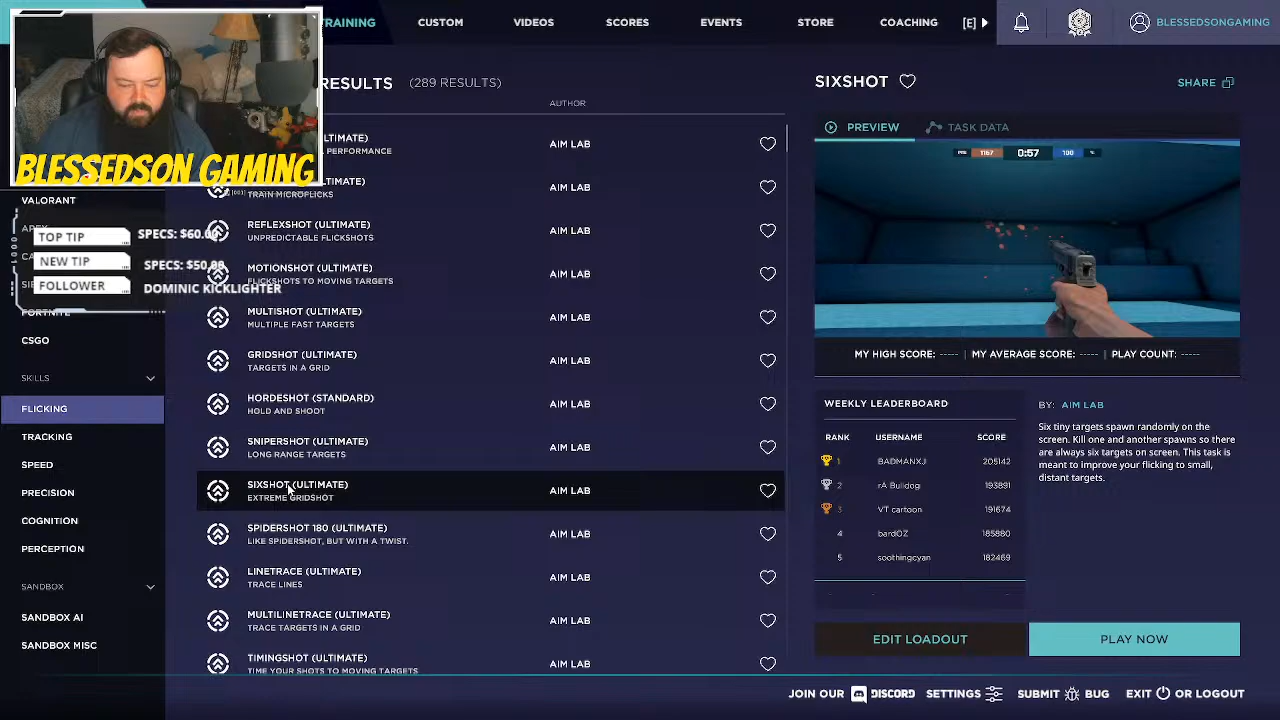 TRAINING
CUSTOM
VIDEOS
SCORES
EVENTS
STORE
COACHING
[E]
BLESSEDSONGAMING
BLESSEDSON GAMING
RESULTS (289 RESULTS)
AUTHOR
PERFORMANCE
AIM LAB
TRAIN MICROFLICKS
AIM LAB
REFLEXSHOT (ULTIMATE)
UNPREDICTABLE FLICKSHOTS
AIM LAB
MOTIONSHOT (ULTIMATE)
FLICKSHOTS TO MOVING TARGETS
AIM LAB
MULTISHOT (ULTIMATE)
MULTIPLE FAST TARGETS
AIM LAB
GRIDSHOT (ULTIMATE)
TARGETS IN A GRID
AIM LAB
HORDESHOT (STANDARD)
HOLD AND SHOOT
AIM LAB
SNIPERSHOT (ULTIMATE)
LONG RANGE TARGETS
AIM LAB
SIXSHOT (ULTIMATE)
EXTREME GRIDSHOT
AIM LAB
SPIDERSHOT 180 (ULTIMATE)
LIKE SPIDERSHOT, BUT WITH A TWIST.
AIM LAB
LINETRACE (ULTIMATE)
TRACE LINES
AIM LAB
MULTILINETRACE (ULTIMATE)
TRACE TARGETS IN A GRID
AIM LAB
TIMINGSHOT (ULTIMATE)
TIME YOUR SHOTS TO MOVING TARGETS
AIM LAB
VALORANT
TOP TIP SPECS: $60.00
NEW TIP SPECS: $50.00
FOLLOWER DOMINIC KICKLIGHTER
0001
FORTNITE
CSGO
SKILLS
FLICKING
TRACKING
SPEED
PRECISION
COGNITION
PERCEPTION
SANDBOX
SANDBOX AI
SANDBOX MISC
SIXSHOT
SHARE
PREVIEW
TASK DATA
PTS 1167 0:57 100 %
MY HIGH SCORE: ---- | MY AVERAGE SCORE: ---- | PLAY COUNT: ----
WEEKLY LEADERBOARD
RANK USERNAME SCORE
1 BADMANXJI 205142
2 rA Bulldog 193891
3 VT cartoon 191674
4 bardOZ 185880
5 soothingcyan 182469
BY: AIM LAB
Six tiny targets spawn randomly on the
screen. Kill one and another spawns so there
are always six targets on screen. This task is
meant to improve your flicking to small,
distant targets.
EDIT LOADOUT
PLAY NOW
JOIN OUR DISCORD
SETTINGS
SUBMIT BUG
EXIT OR LOGOUT